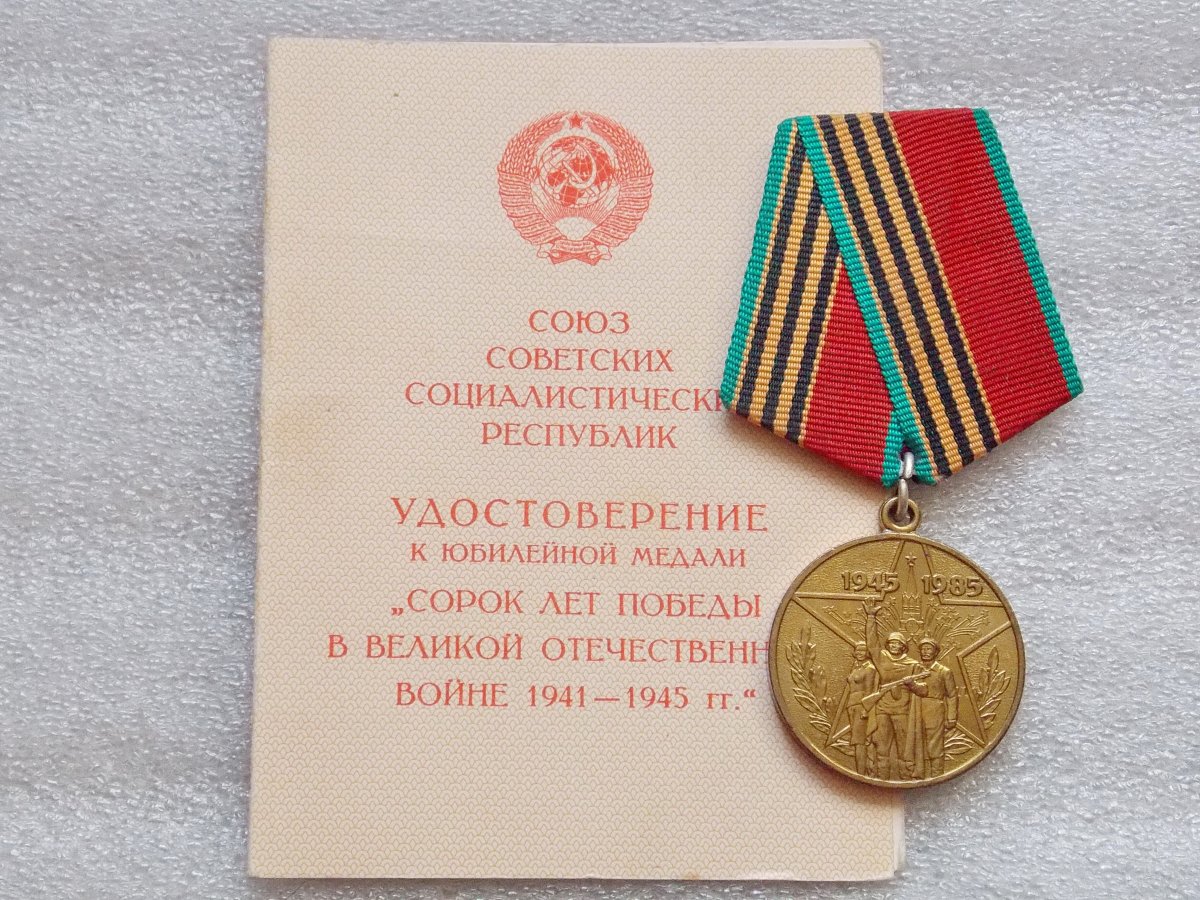 СОЮЗ
СОВЕТСКИХ
СОЦИАЛИСТИЧЕСКИ
РЕСПУБЛИК
УДОСТОВЕРЕНИЕ
К ЮБИЛЕЙНОЙ МЕДАЛИ
„СОРОК ЛЕТ ПОБЕДЫ
В ВЕЛИКОЙ ОТЕЧЕСТВЕНН
ВОЙНЕ 1941—1945 гг.“
1945 1985